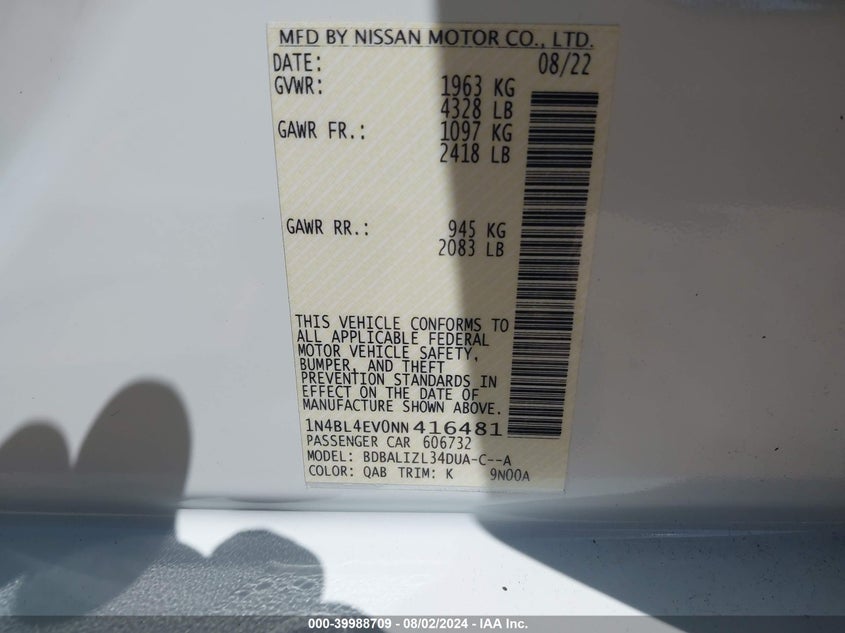 MFD BY NISSAN MOTOR CO., LTD.
DATE: 08/22
GVWR: 1963 KG
4328 LB
GAWR FR.: 1097 KG
2418 LB
GAWR RR.: 945 KG
2083 LB
THIS VEHICLE CONFORMS TO
ALL APPLICABLE FEDERAL
MOTOR VEHICLE SAFETY,
BUMPER, AND THEFT
PREVENTION STANDARDS IN
EFFECT ON THE DATE OF
MANUFACTURE SHOWN ABOVE.
1N4BL4EV0NN416481
PASSENGER CAR 606732
MODEL: BDBALIZL34DUA-C--A
COLOR: QAB TRIM: K 9N00A
000-39988709 - 08/02/2024 - IAA Inc.